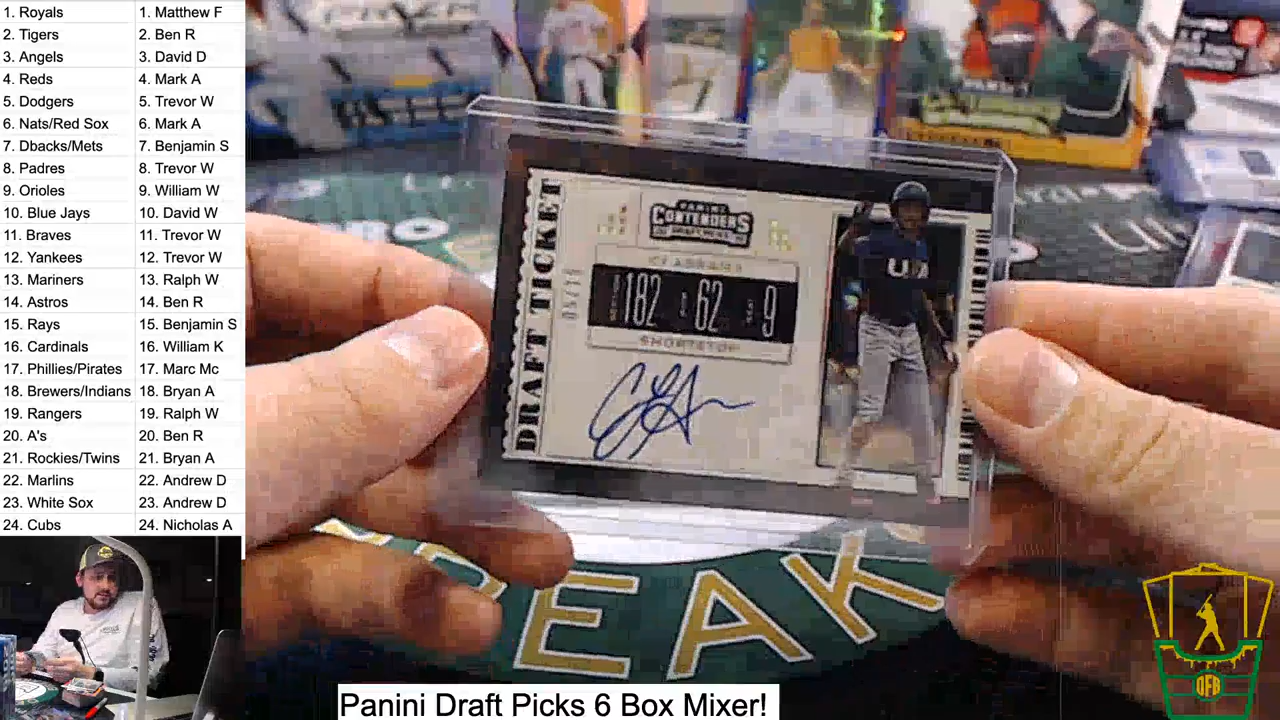 1. Royals
2. Tigers
3. Angels
4. Reds
5. Dodgers
6. Nats/Red Sox
7. Dbacks/Mets
8. Padres
9. Orioles
10. Blue Jays
11. Braves
12. Yankees
13. Mariners
14. Astros
15. Rays
16. Cardinals
17. Phillies/Pirates
18. Brewers/Indians
19. Rangers
20. A's
21. Rockies/Twins
22. Marlins
23. White Sox
24. Cubs
1. Matthew F
2. Ben R
3. David D
4. Mark A
5. Trevor W
6. Mark A
7. Benjamin S
8. Trevor W
9. William W
10. David W
11. Trevor W
12. Trevor W
13. Ralph W
14. Ben R
15. Benjamin S
16. William K
17. Marc Mc
18. Bryan A
19. Ralph W
20. Ben R
21. Bryan A
22. Andrew D
23. Andrew D
24. Nicholas A
DRAFT TICKET
PANINI
CONTENDERS
182 62 9
SHORTSTOP
BREAK
Panini Draft Picks 6 Box Mixer!